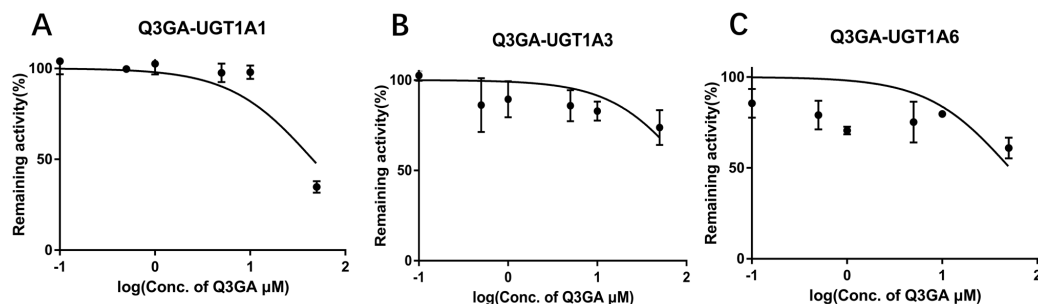 A
Q3GA-UGT1A1
Remaining activity(%)
100
50
0
-1
0
1
2
log(Conc. of Q3GA μM)
B
Q3GA-UGT1A3
Remaining activity(%)
100
50
0
-1
0
1
2
log(Conc. of Q3GA μM)
C
Q3GA-UGT1A6
Remaining activity(%)
100
50
0
-1
0
1
2
log(Conc. of Q3GA μM)